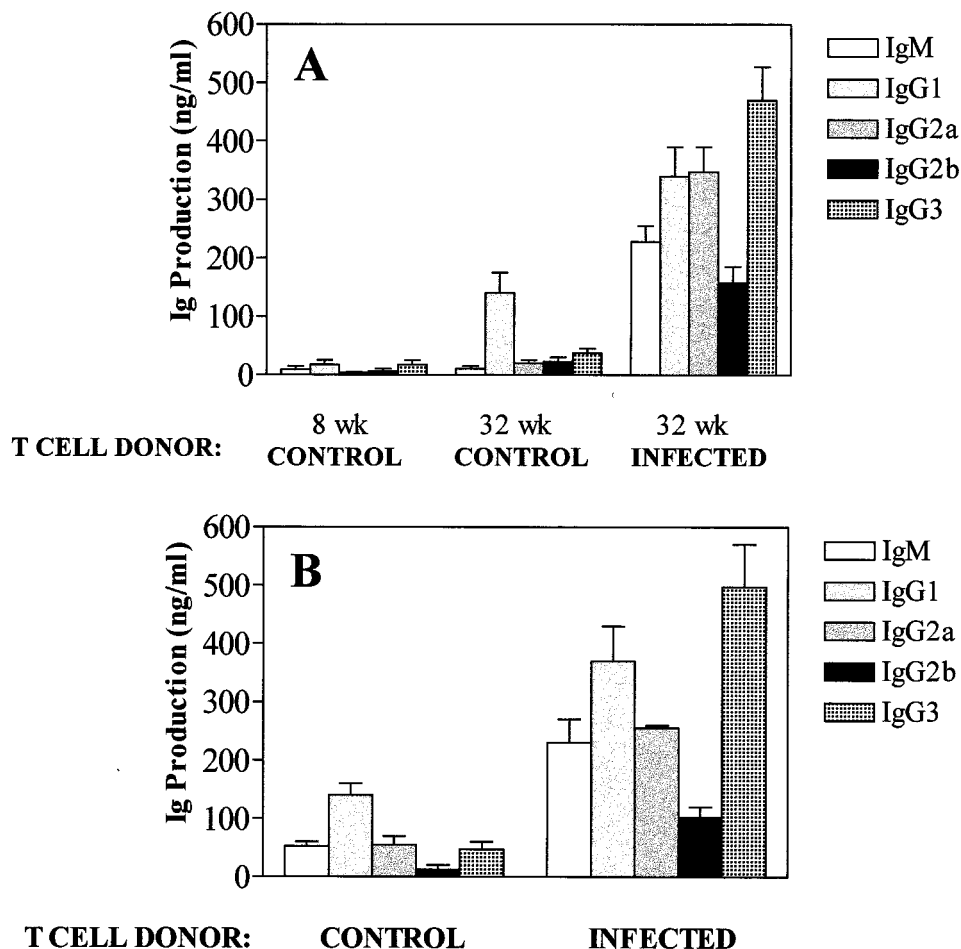 600
500
400
300
200
100
0
Ig Production (ng/ml)
A
IgM
IgG1
IgG2a
IgG2b
IgG3
8 wk 32 wk 32 wk
T CELL DONOR: CONTROL CONTROL INFECTED
600
500
400
300
200
100
0
Ig Production (ng/ml)
B
IgM
IgG1
IgG2a
IgG2b
IgG3
T CELL DONOR: CONTROL INFECTED